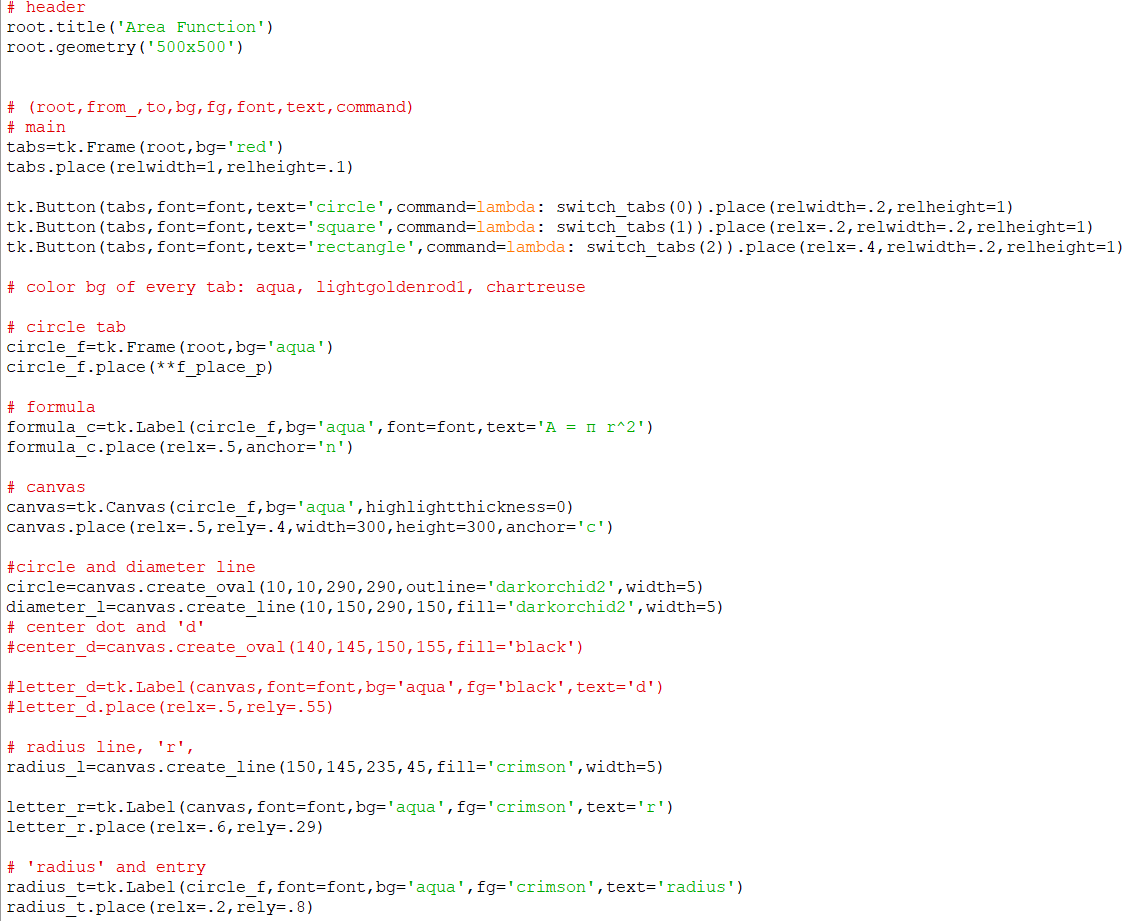 # header
root.title('Area Function')
root.geometry('500x500')
# (root,from_,to,bg,fg,font,text,command)
# main
tabs=tk.Frame(root,bg='red')
tabs.place(relwidth=1,relheight=.1)
tk.Button(tabs,font=font,text='circle',command=lambda: switch_tabs(0)).place(relwidth=.2,relheight=1)
tk.Button(tabs,font=font,text='square',command=lambda: switch_tabs(1)).place(relx=.2,relwidth=.2,relheight=1)
tk.Button(tabs,font=font,text='rectangle',command=lambda: switch_tabs(2)).place(relx=.4,relwidth=.2,relheight=1)
# color bg of every tab: aqua, lightgoldenrod1, chartreuse
# circle tab
circle_f=tk.Frame(root,bg='aqua')
circle_f.place(**f_place_p)
# formula
formula_c=tk.Label(circle_f,bg='aqua',font=font,text='A = π r^2')
formula_c.place(relx=.5,anchor='n')
# canvas
canvas=tk.Canvas(circle_f,bg='aqua',highlightthickness=0)
canvas.place(relx=.5,rely=.4,width=300,height=300,anchor='c')
#circle and diameter line
circle=canvas.create_oval(10,10,290,290,outline='darkorchid2',width=5)
diameter_l=canvas.create_line(10,150,290,150,fill='darkorchid2',width=5)
# center dot and 'd'
#center_d=canvas.create_oval(140,145,150,155,fill='black')
#letter_d=tk.Label(canvas,font=font,bg='aqua',fg='black',text='d')
#letter_d.place(relx=.5,rely=.55)
# radius line, 'r',
radius_l=canvas.create_line(150,145,235,45,fill='crimson',width=5)
letter_r=tk.Label(canvas,font=font,bg='aqua',fg='crimson',text='r')
letter_r.place(relx=.6,rely=.29)
# 'radius' and entry
radius_t=tk.Label(circle_f,font=font,bg='aqua',fg='crimson',text='radius')
radius_t.place(relx=.2,rely=.8)